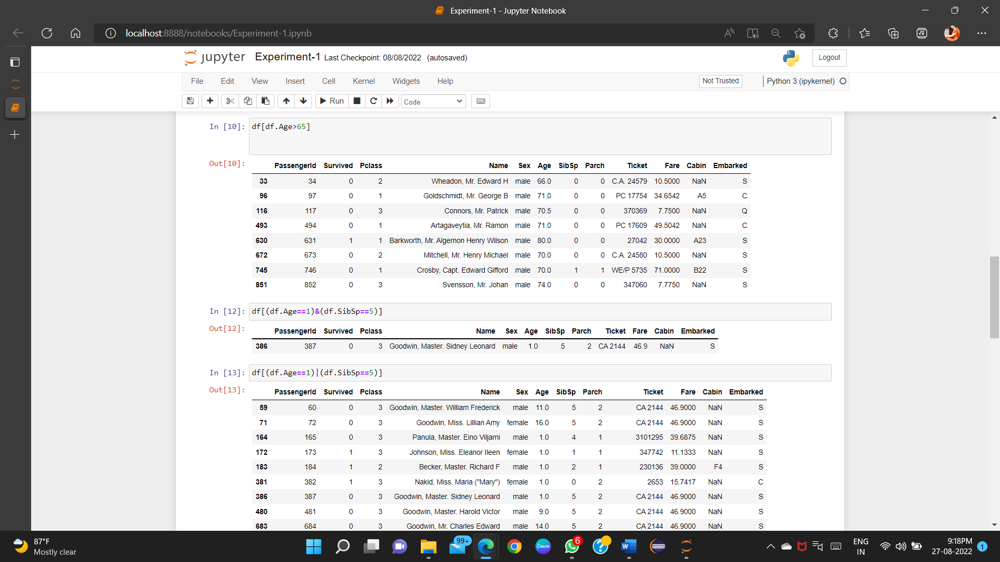 Experiment-1 - Jupyter Notebook
localhost:8888/notebooks/Experiment-1.ipynb
jupyter Experiment-1 Last Checkpoint: 08/08/2022 (autosaved) Logout
File Edit View Insert Cell Kernel Widgets Help Not Trusted Python 3 (ipykernel)
Run Code
In [10]: df[df.Age>65]
Out[10]: PassengerId Survived Pclass Name Sex Age SibSp Parch Ticket Fare Cabin Embarked
33 34 0 2 Wheadon, Mr. Edward H male 66.0 0 0 C.A. 24579 10.5000 NaN S
96 97 0 1 Goldschmidt, Mr. George B male 71.0 0 0 PC 17754 34.6542 A5 C
116 117 0 3 Connors, Mr. Patrick male 70.5 0 0 370369 7.7500 NaN Q
493 494 0 1 Artagaveytia, Mr. Ramon male 71.0 0 0 PC 17609 49.5042 NaN C
630 631 1 1 Barkworth, Mr. Algernon Henry Wilson male 80.0 0 0 27042 30.0000 A23 S
672 673 0 2 Mitchell, Mr. Henry Michael male 70.0 0 0 C.A. 24580 10.5000 NaN S
745 746 0 1 Crosby, Capt. Edward Gifford male 70.0 1 1 WE/P 5735 71.0000 B22 S
851 852 0 3 Svensson, Mr. Johan male 74.0 0 0 347060 7.7750 NaN S
In [12]: df[(df.Age==1)&(df.SibSp==5)]
Out[12]: PassengerId Survived Pclass Name Sex Age SibSp Parch Ticket Fare Cabin Embarked
386 387 0 3 Goodwin, Master. Sidney Leonard male 1.0 5 2 CA 2144 46.9 NaN S
In [13]: df[(df.Age==1)|(df.SibSp==5)]
Out[13]: PassengerId Survived Pclass Name Sex Age SibSp Parch Ticket Fare Cabin Embarked
59 60 0 3 Goodwin, Master. William Frederick male 11.0 5 2 CA 2144 46.9000 NaN S
71 72 0 3 Goodwin, Miss. Lillian Amy female 16.0 5 2 CA 2144 46.9000 NaN S
164 165 0 3 Panula, Master. Eino Viljami male 1.0 4 1 3101295 39.6875 NaN S
172 173 1 3 Johnson, Miss. Eleanor Ileen female 1.0 1 1 347742 11.1333 NaN S
183 184 1 2 Becker, Master. Richard F male 1.0 2 1 230136 39.0000 F4 S
381 382 1 3 Nakid, Miss. Maria ("Mary") female 1.0 0 2 2653 15.7417 NaN C
386 387 0 3 Goodwin, Master. Sidney Leonard male 1.0 5 2 CA 2144 46.9000 NaN S
480 481 0 3 Goodwin, Master. Harold Victor male 9.0 5 2 CA 2144 46.9000 NaN S
683 684 0 3 Goodwin, Mr. Charles Edward male 14.0 5 2 CA 2144 46.9000 NaN S
87°F
Mostly clear
99+
Canva
6
ENG
IN
9:18PM
27-08-2022
1